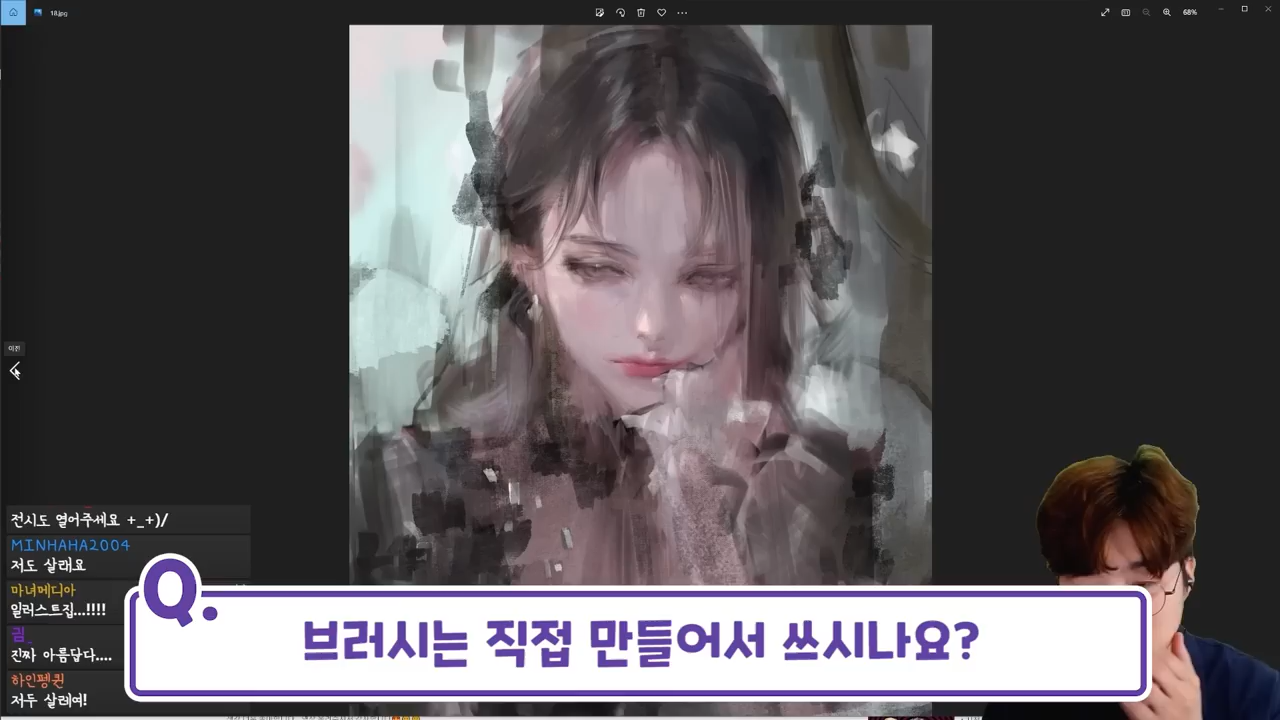 18.jpg
68%
이전
전시도 열어주세요 +_+)/
MINHAHA2004
저도 살래요
마녀메디아
일러스트집...!!!!
김_
진짜 아름답다....
하인펭귄
저두 살레여!
Q.
브러시는 직접 만들어서 쓰시나요?